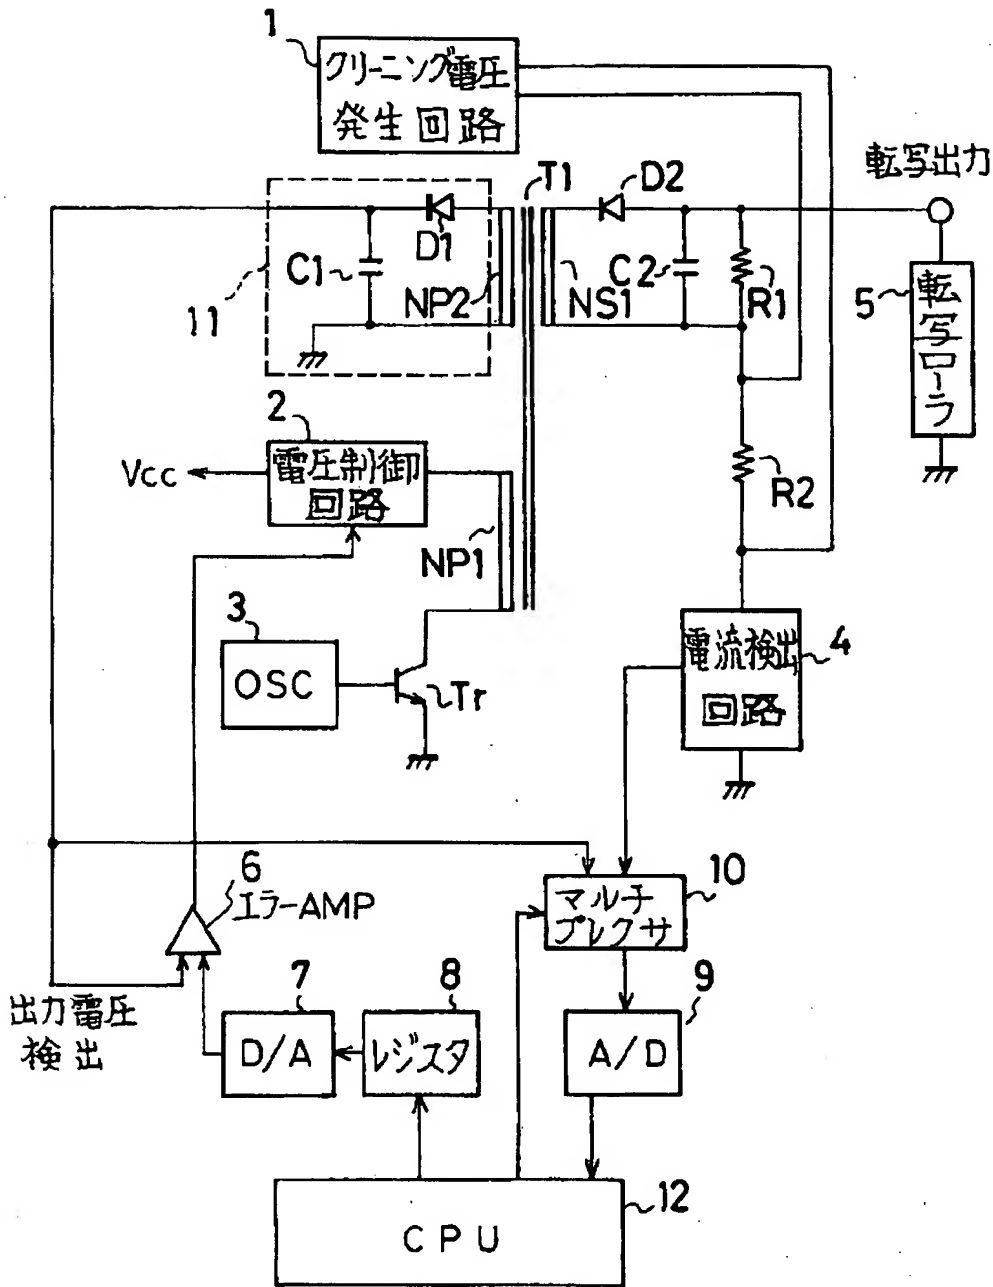 1
クリーニング電圧
発生回路
転写出力
T1
D2
D1
C1
NP2
NS1
C2
R1
11
5
転写ローラ
2
Vcc
電圧制御
回路
R2
NP1
3
OSC
Tr
電流検出
回路
4
6
エラーAMP
マルチ
プレクサ
10
出力電圧
検出
7
D/A
8
レジスタ
9
A/D
CPU
12